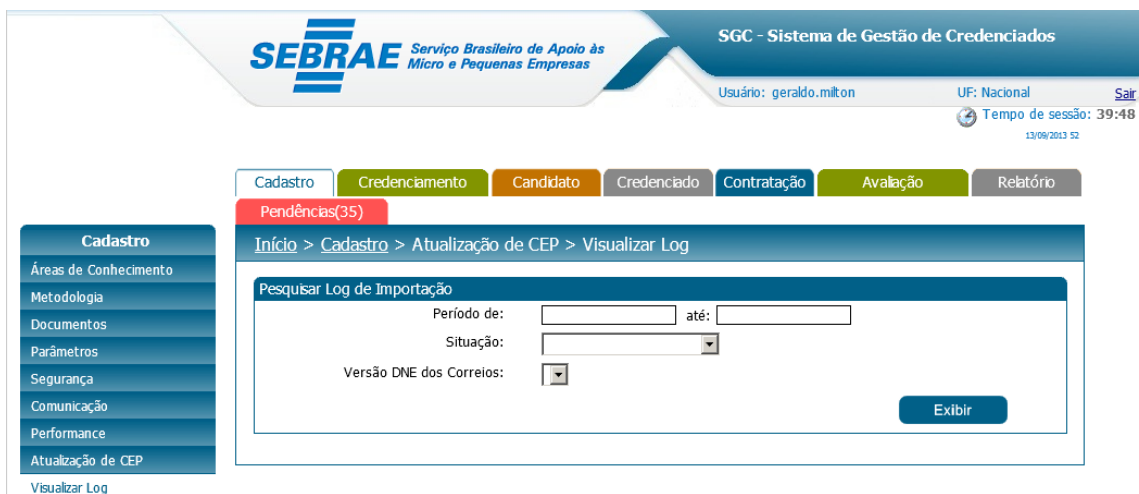 SEBRAE Serviço Brasileiro de Apoio às
Micro e Pequenas Empresas
SGC - Sistema de Gestão de Credenciados
Usuário: geraldo.milton UF: Nacional Sair
Tempo de sessão: 39:48
13/09/2013 52
Cadastro Credenciamento Candidato Credenciado Contratação Avaliação Relatório
Pendências(35)
Cadastro
Áreas de Conhecimento
Metodologia
Documentos
Parâmetros
Segurança
Comunicação
Performance
Atualização de CEP
Visualizar Log
Início > Cadastro > Atualização de CEP > Visualizar Log
Pesquisar Log de Importação
Período de: até:
Situação:
Versão DNE dos Correios:
Exibir